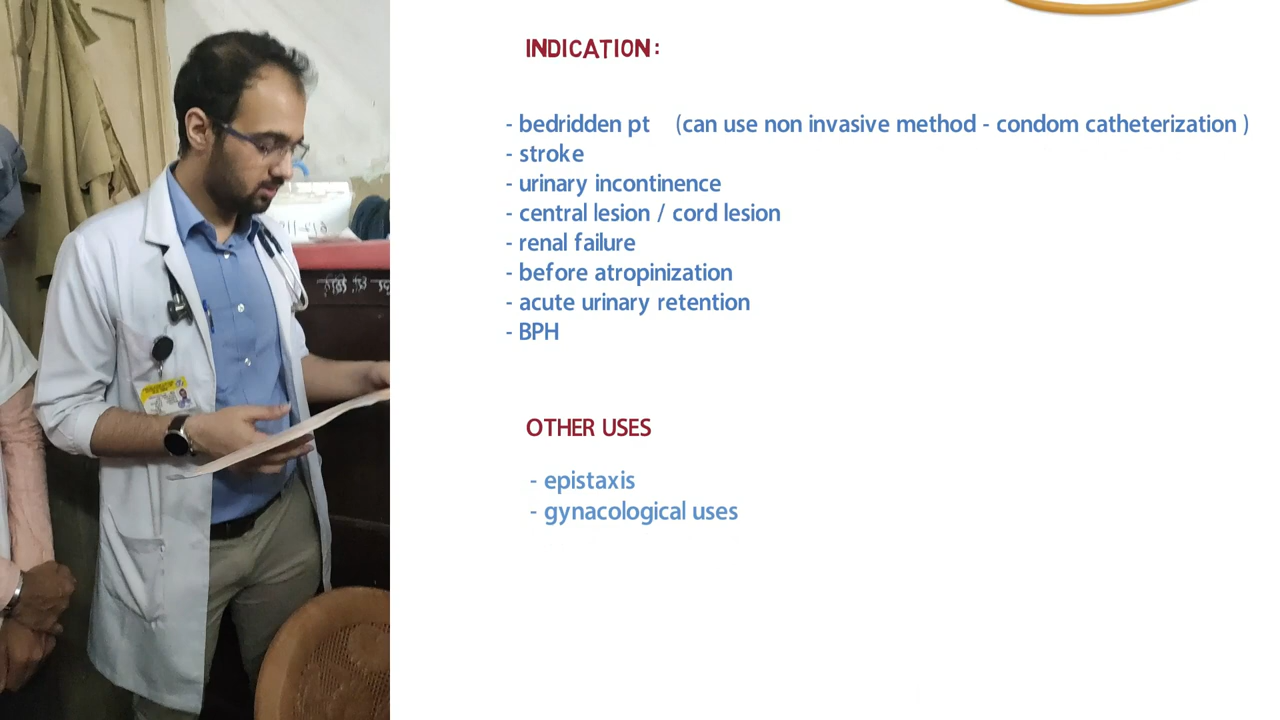 INDICATION:
- bedridden pt (can use non invasive method - condom catheterization )
- stroke
- urinary incontinence
- central lesion / cord lesion
- renal failure
- before atropinization
- acute urinary retention
- BPH
OTHER USES
- epistaxis
- gynacological uses